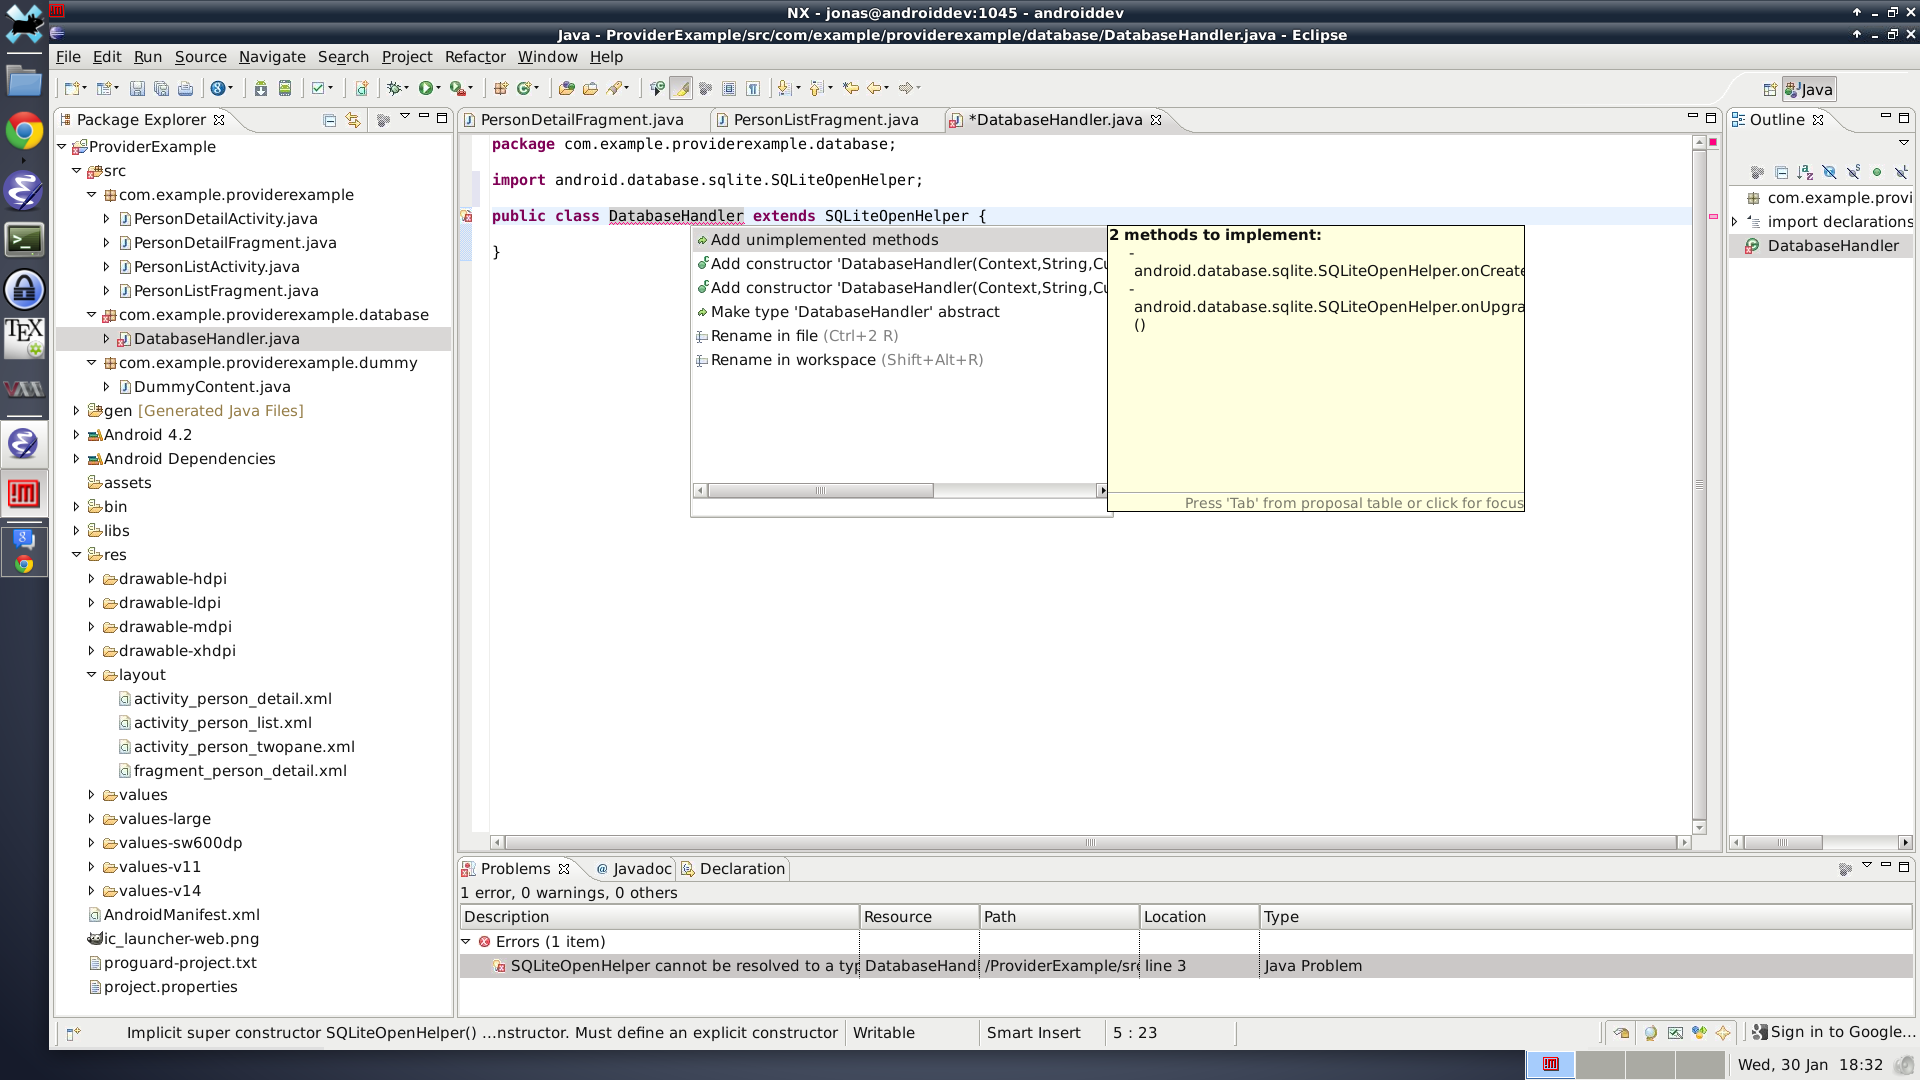 NX - jonas@androiddev:1045 - androiddev
Java - ProviderExample/src/com/example/providerexample/database/DatabaseHandler.java - Eclipse
File Edit Run Source Navigate Search Project Refactor Window Help
Java
Package Explorer
ProviderExample
src
com.example.providerexample
PersonDetailActivity.java
PersonDetailFragment.java
PersonListActivity.java
PersonListFragment.java
com.example.providerexample.database
DatabaseHandler.java
com.example.providerexample.dummy
DummyContent.java
gen [Generated Java Files]
Android 4.2
Android Dependencies
assets
bin
libs
res
drawable-hdpi
drawable-ldpi
drawable-mdpi
drawable-xhdpi
layout
activity_person_detail.xml
activity_person_list.xml
activity_person_twopane.xml
fragment_person_detail.xml
values
values-large
values-sw600dp
values-v11
values-v14
AndroidManifest.xml
ic_launcher-web.png
proguard-project.txt
project.properties
PersonDetailFragment.java PersonListFragment.java *DatabaseHandler.java
package com.example.providerexample.database;
import android.database.sqlite.SQLiteOpenHelper;
public class DatabaseHandler extends SQLiteOpenHelper {
}
Add unimplemented methods
Add constructor 'DatabaseHandler(Context,String,Cu
Add constructor 'DatabaseHandler(Context,String,Cu
Make type 'DatabaseHandler' abstract
Rename in file (Ctrl+2 R)
Rename in workspace (Shift+Alt+R)
2 methods to implement:
-
android.database.sqlite.SQLiteOpenHelper.onCreate
-
android.database.sqlite.SQLiteOpenHelper.onUpgra
()
Press 'Tab' from proposal table or click for focus
Outline
com.example.provi
import declarations
DatabaseHandler
Problems @ Javadoc Declaration
1 error, 0 warnings, 0 others
Description Resource Path Location Type
Errors (1 item)
SQLiteOpenHelper cannot be resolved to a typ DatabaseHandl /ProviderExample/src line 3 Java Problem
Implicit super constructor SQLiteOpenHelper() ...nstructor. Must define an explicit constructor Writable Smart Insert 5 : 23 Sign in to Google...
Wed, 30 Jan 18:32
TEX